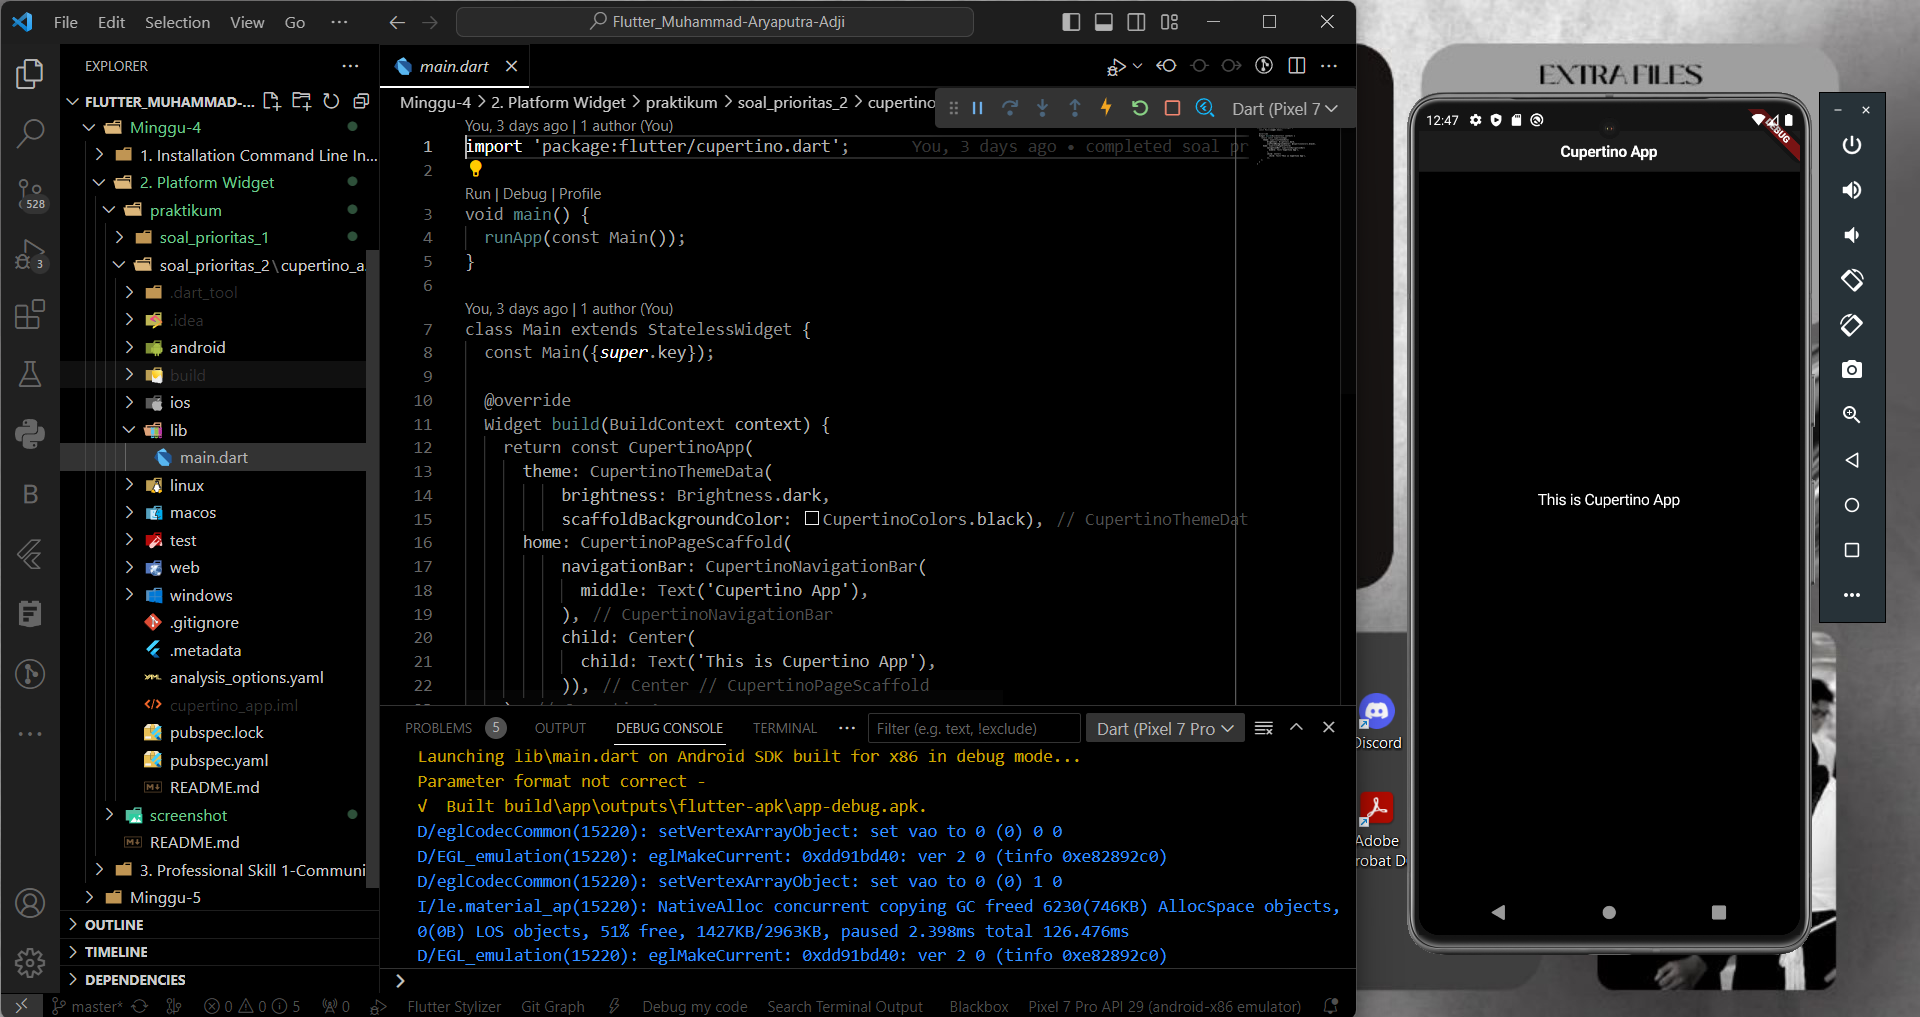 File Edit Selection View Go ···
Flutter_Muhammad-Aryaputra-Adji
EXPLORER
FLUTTER_MUHAMMAD-...
Minggu-4
1. Installation Command Line In...
2. Platform Widget
praktikum
soal_prioritas_1
soal_prioritas_2\cupertino_a
.dart_tool
.idea
android
build
ios
lib
main.dart
linux
macos
test
web
windows
.gitignore
.metadata
analysis_options.yaml
cupertino_app.iml
pubspec.lock
pubspec.yaml
README.md
screenshot
README.md
3. Professional Skill 1-Communi
Minggu-5
OUTLINE
TIMELINE
DEPENDENCIES
528
3
B
main.dart
Minggu-4 > 2. Platform Widget > praktikum > soal_prioritas_2 > cupertino
Dart (Pixel 7
You, 3 days ago | 1 author (You)
1 import 'package:flutter/cupertino.dart'; You, 3 days ago • completed soal pr
2
Run | Debug | Profile
3 void main() {
4 runApp(const Main());
5 }
6
You, 3 days ago | 1 author (You)
7 class Main extends StatelessWidget {
8 const Main({super.key});
9
10 @override
11 Widget build(BuildContext context) {
12 return const CupertinoApp(
13 theme: CupertinoThemeData(
14 brightness: Brightness.dark,
15 scaffoldBackgroundColor: CupertinoColors.black), // CupertinoThemeDat
16 home: CupertinoPageScaffold(
17 navigationBar: CupertinoNavigationBar(
18 middle: Text('Cupertino App'),
19 ), // CupertinoNavigationBar
20 child: Center(
21 child: Text('This is Cupertino App'),
22 )), // Center // CupertinoPageScaffold
PROBLEMS 5 OUTPUT DEBUG CONSOLE TERMINAL ··· Filter (e.g. text, !exclude) Dart (Pixel 7 Pro
Launching lib\main.dart on Android SDK built for x86 in debug mode...
Parameter format not correct -
√ Built build\app\outputs\flutter-apk\app-debug.apk.
D/eglCodecCommon(15220): setVertexArrayObject: set vao to 0 (0) 0 0
D/EGL_emulation(15220): eglMakeCurrent: 0xdd91bd40: ver 2 0 (tinfo 0xe82892c0)
D/eglCodecCommon(15220): setVertexArrayObject: set vao to 0 (0) 1 0
I/le.material_ap(15220): NativeAlloc concurrent copying GC freed 6230(746KB) AllocSpace objects,
0(0B) LOS objects, 51% free, 1427KB/2963KB, paused 2.398ms total 126.476ms
D/EGL_emulation(15220): eglMakeCurrent: 0xdd91bd40: ver 2 0 (tinfo 0xe82892c0)
master* 0 0 5 0 Flutter Stylizer Git Graph Debug my code Search Terminal Output Blackbox Pixel 7 Pro API 29 (android-x86 emulator)
EXTRA FILES
12:47
DEBUG
Cupertino App
This is Cupertino App
Discord
Adobe
robat D